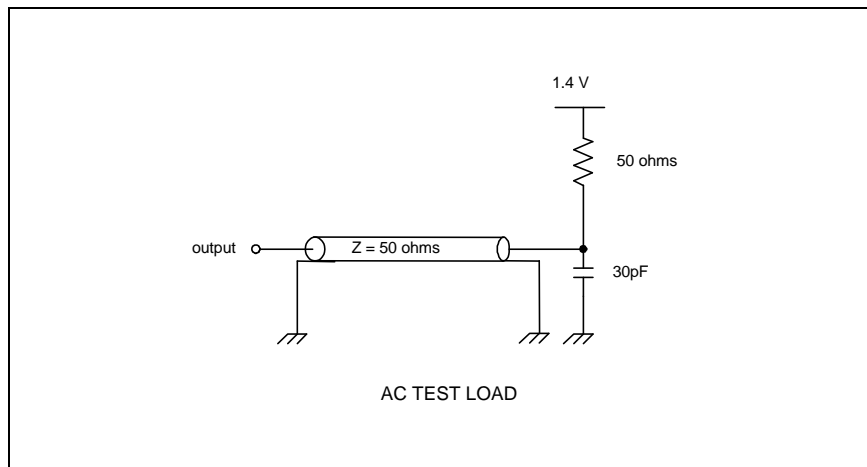 1.4 V
50 ohms
output
Z = 50 ohms
30pF
AC TEST LOAD